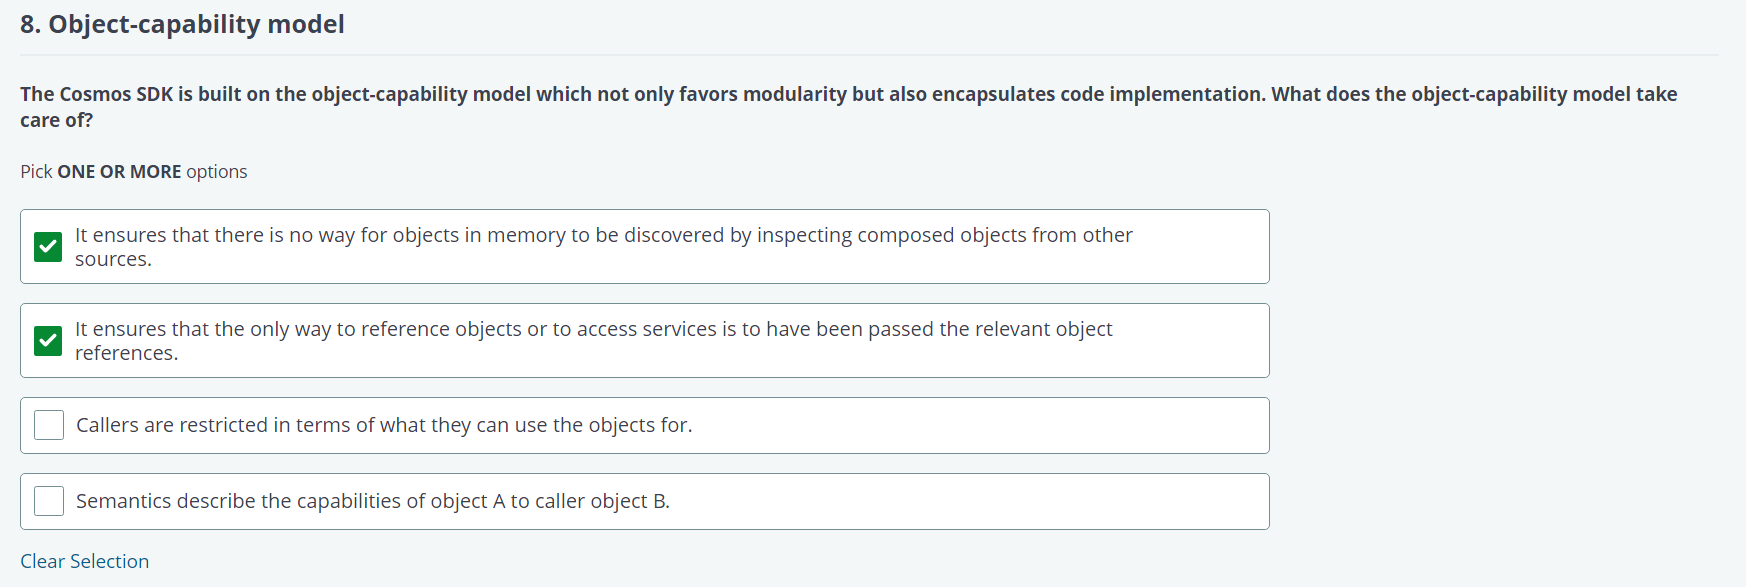 8. Object-capability model
The Cosmos SDK is built on the object-capability model which not only favors modularity but also encapsulates code implementation. What does the object-capability model take
care of?
Pick ONE OR MORE options
It ensures that there is no way for objects in memory to be discovered by inspecting composed objects from other
sources.
It ensures that the only way to reference objects or to access services is to have been passed the relevant object
references.
Callers are restricted in terms of what they can use the objects for.
Semantics describe the capabilities of object A to caller object B.
Clear Selection